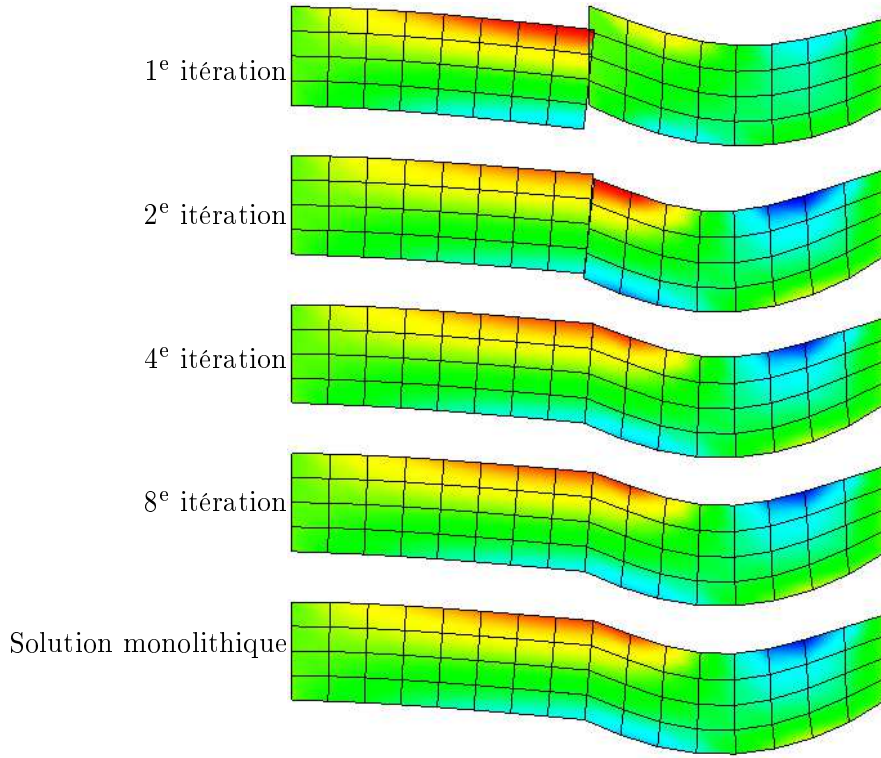 1ᵉ itération
2ᵉ itération
4ᵉ itération
8ᵉ itération
Solution monolithique